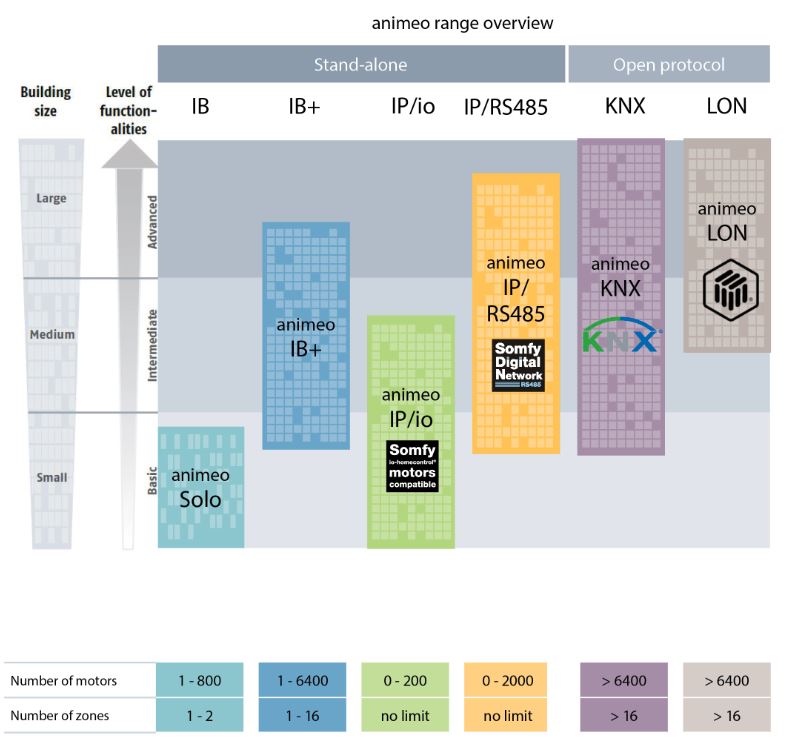 animeo range overview
Stand-alone
Open protocol
Building
size
Level of
function-
alities
IB
IB+
IP/io
IP/RS485
KNX
LON
Large
Medium
Small
Advanced
Intermediate
Basic
animeo
Solo
animeo
IB+
animeo
IP/io
Somfy
io-homecontrol®
motors
compatible
animeo
IP/
RS485
Somfy
Digital
Network
RS485
animeo
KNX
KNX®
animeo
LON
Number of motors
1 - 800
1 - 6400
0 - 200
0 - 2000
> 6400
> 6400
Number of zones
1 - 2
1 - 16
no limit
no limit
> 16
> 16